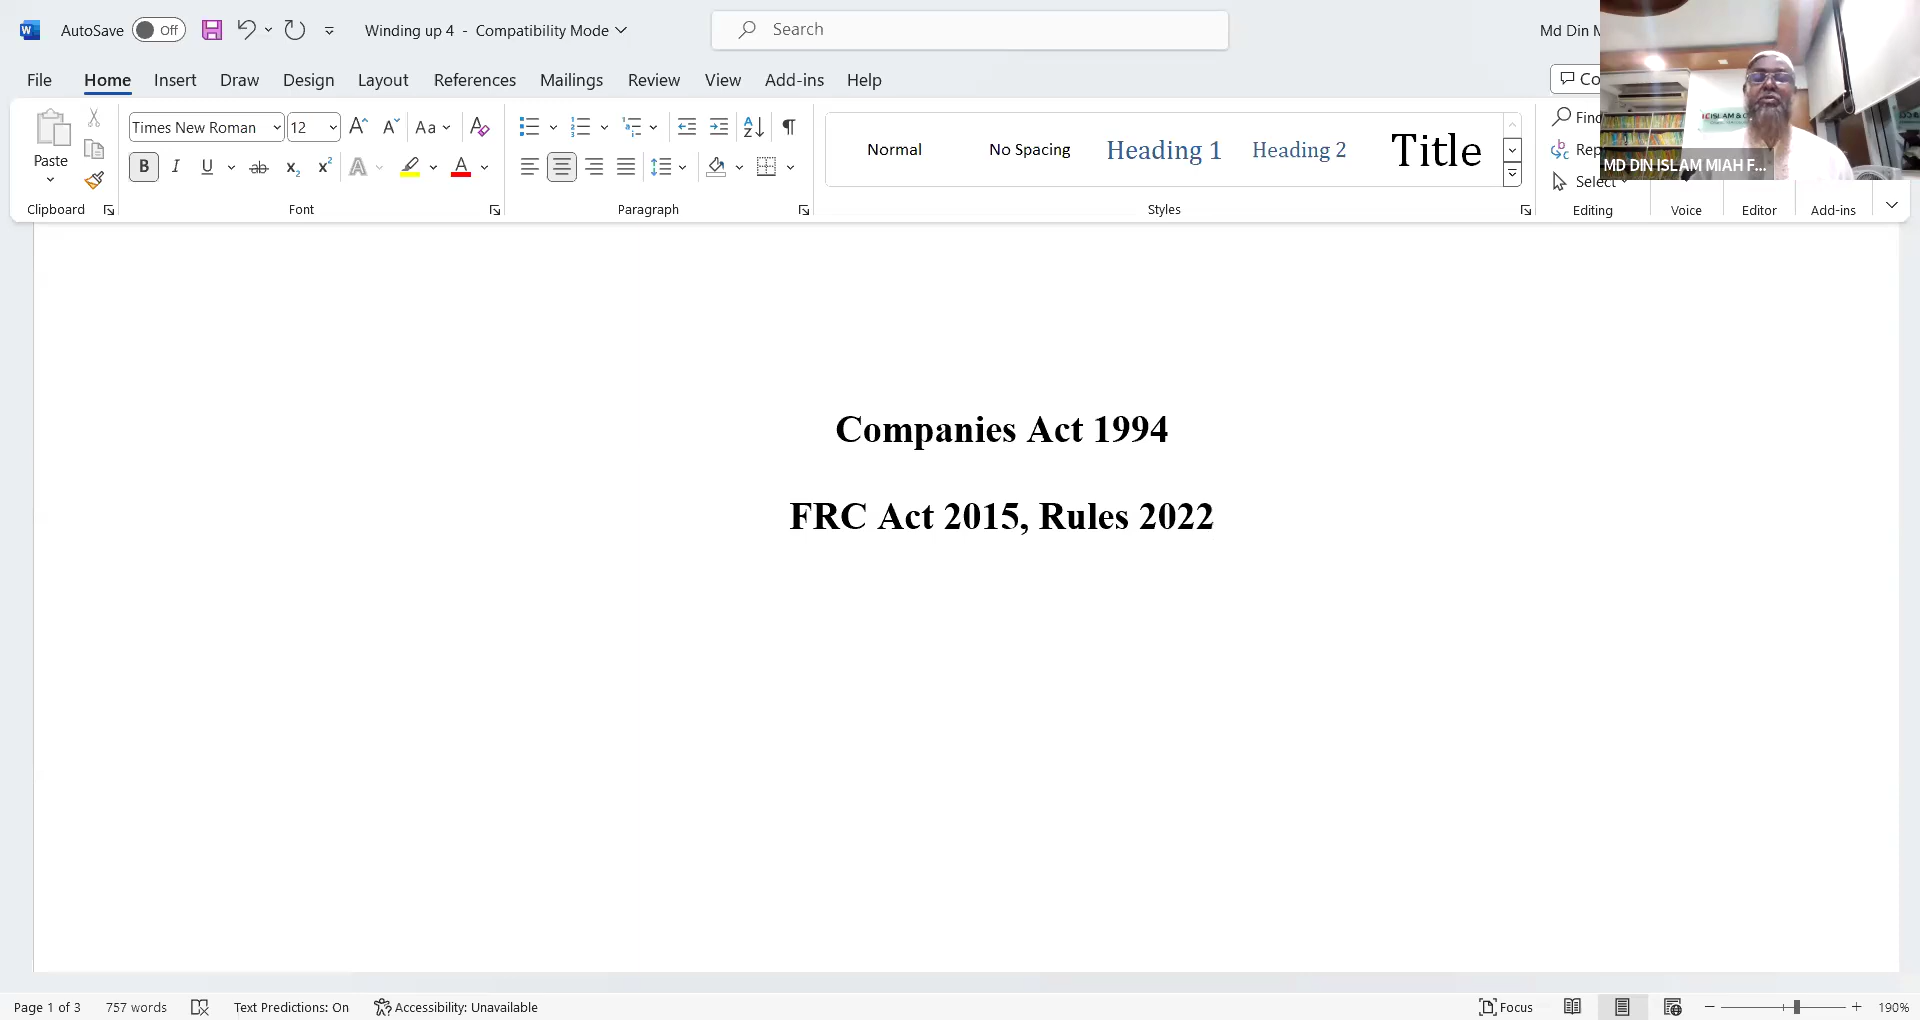 AutoSave Off Winding up 4 - Compatibility Mode Search Md Din
File Home Insert Draw Design Layout References Mailings Review View Add-ins Help
Times New Roman 12 Aa
Paste
Normal No Spacing Heading 1 Heading 2 Title
B I U ab
Select
Clipboard Font Paragraph Styles Editing Voice Editor Add-ins
ISLAM & C
MD DIN ISLAM MIAH F...
Companies Act 1994
FRC Act 2015, Rules 2022
Page 1 of 3 757 words Text Predictions: On Accessibility: Unavailable Focus 190%